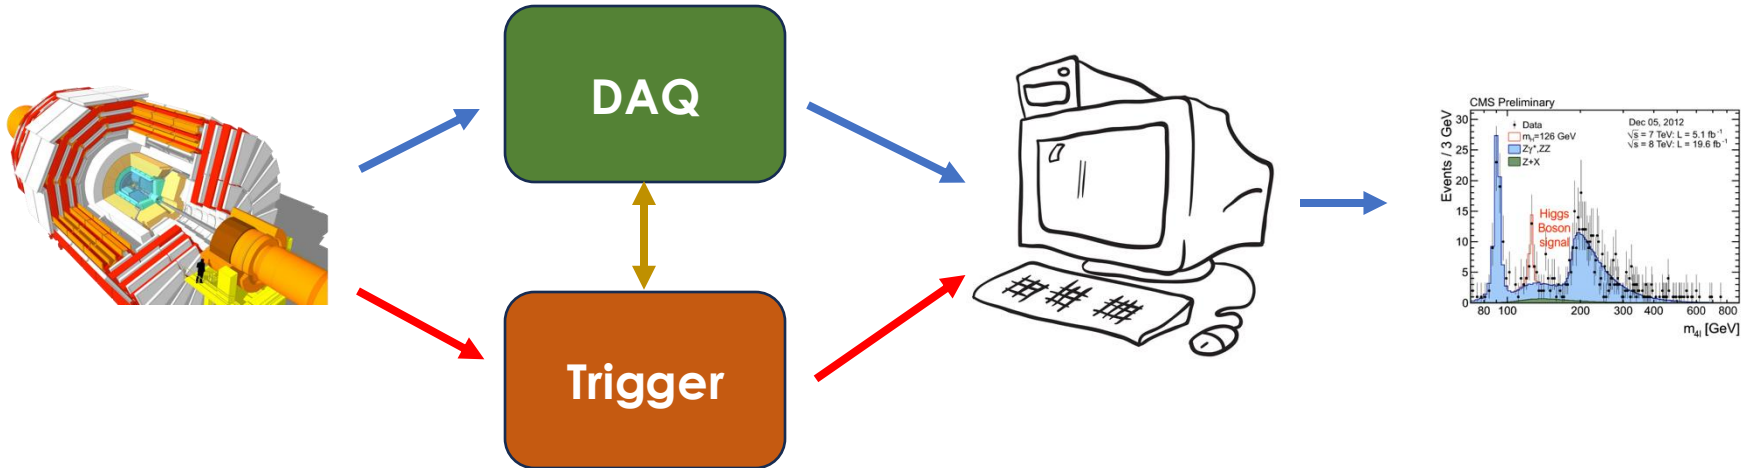 DAQ
Trigger
CMS Preliminary
Events / 3 GeV
30
25
20
15
10
5
0
Data
m_H=126 GeV
Zγ*,ZZ
Z+X
Dec 05, 2012
√s = 7 TeV: L = 5.1 fb⁻¹
√s = 8 TeV: L = 19.6 fb⁻¹
Higgs
Boson
signal
80 100 200 300 400 600 800
m_4l [GeV]